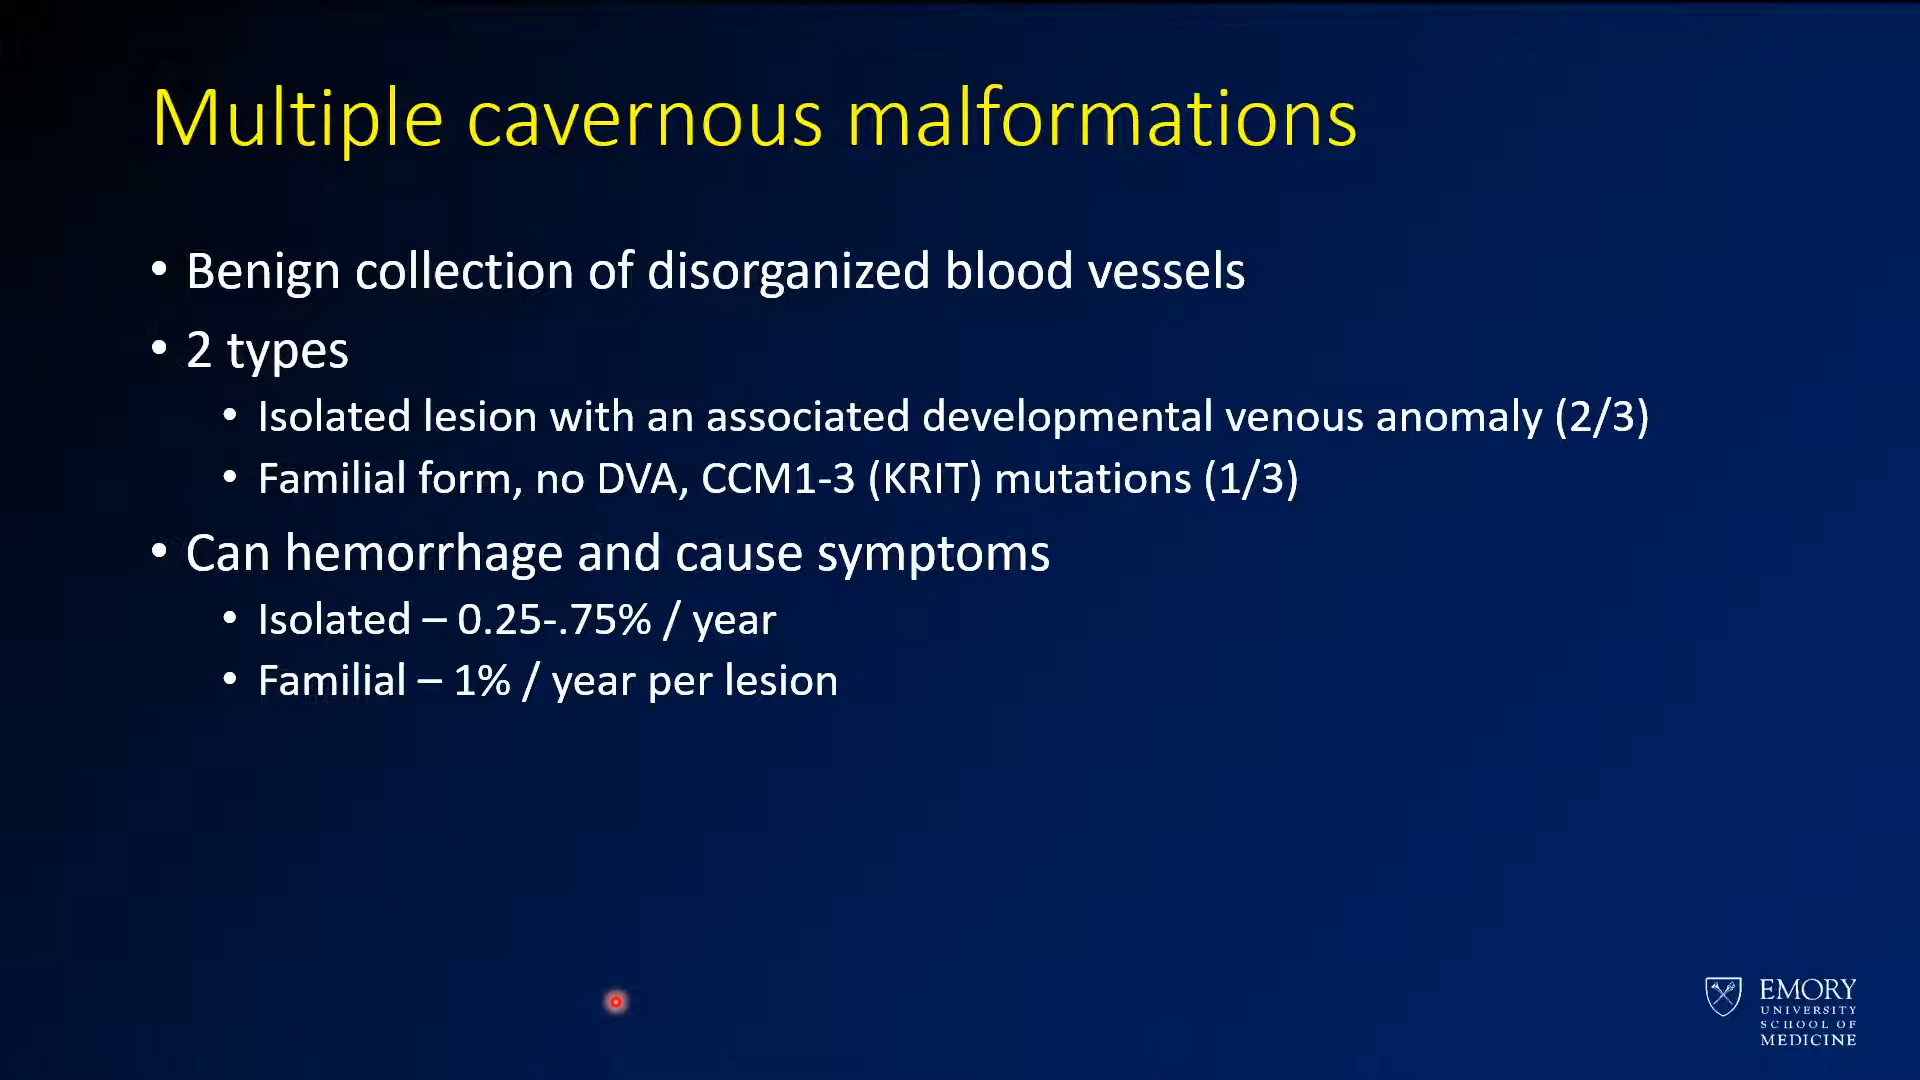 Multiple cavernous malformations
• Benign collection of disorganized blood vessels
• 2 types
• Isolated lesion with an associated developmental venous anomaly (2/3)
• Familial form, no DVA, CCM1-3 (KRIT) mutations (1/3)
• Can hemorrhage and cause symptoms
• Isolated – 0.25-.75% / year
• Familial – 1% / year per lesion
EMORY
UNIVERSITY
SCHOOL OF
MEDICINE